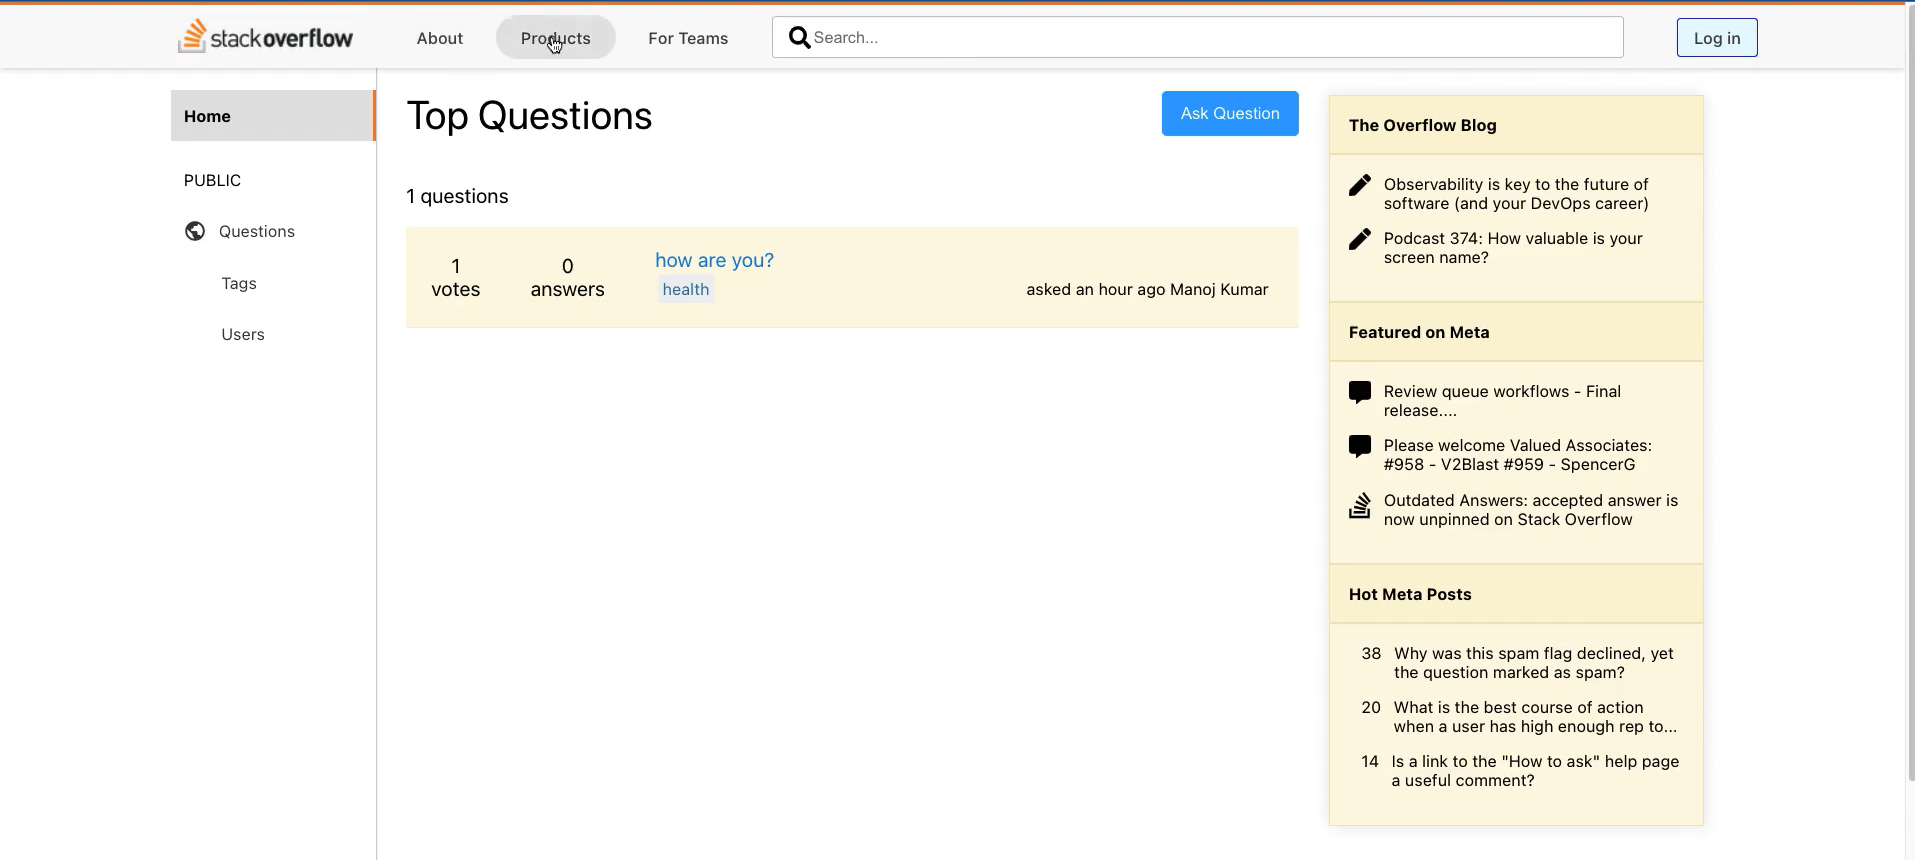 stackoverflow
About
Products
For Teams
Search...
Log in
Home
PUBLIC
Questions
Tags
Users
Top Questions
Ask Question
1 questions
1
votes
0
answers
how are you?
health
asked an hour ago Manoj Kumar
The Overflow Blog
Observability is key to the future of
software (and your DevOps career)
Podcast 374: How valuable is your
screen name?
Featured on Meta
Review queue workflows - Final
release....
Please welcome Valued Associates:
#958 - V2Blast #959 - SpencerG
Outdated Answers: accepted answer is
now unpinned on Stack Overflow
Hot Meta Posts
38 Why was this spam flag declined, yet
the question marked as spam?
20 What is the best course of action
when a user has high enough rep to...
14 Is a link to the "How to ask" help page
a useful comment?